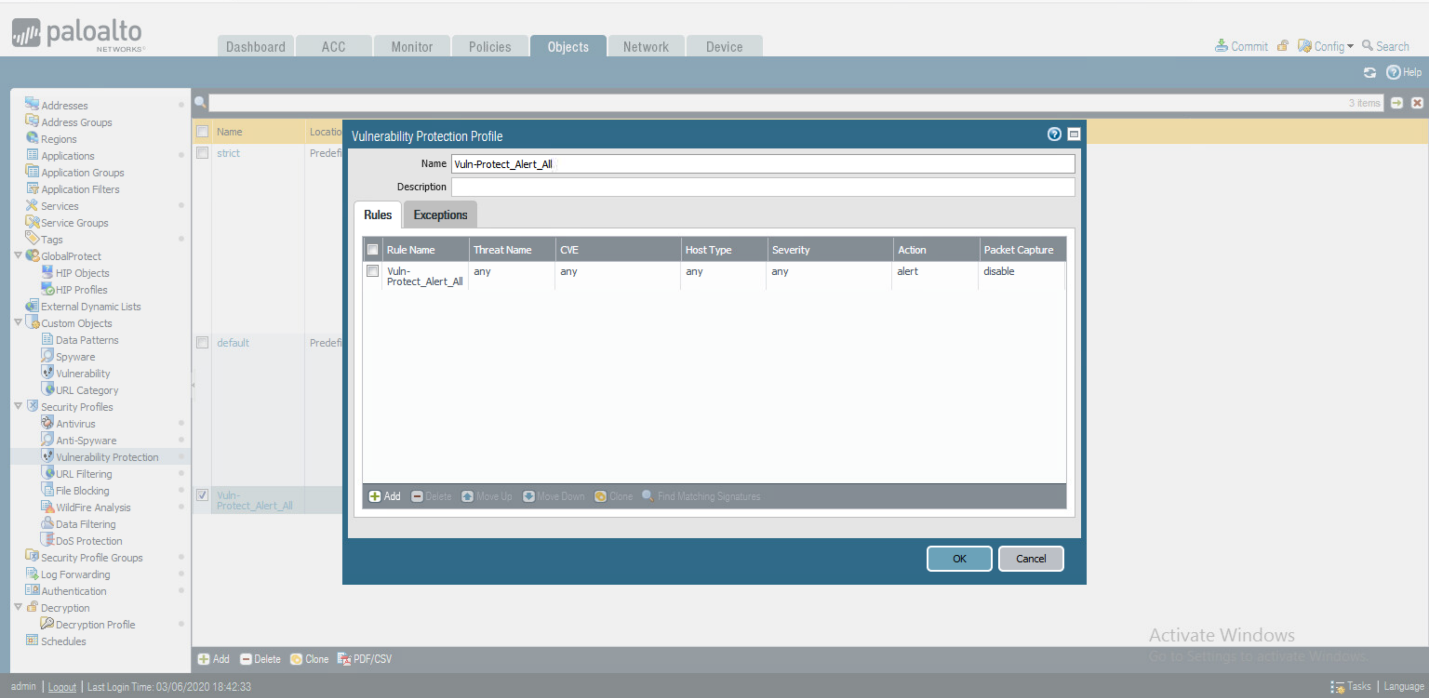 paloalto
NETWORKS®
Dashboard ACC Monitor Policies Objects Network Device
Commit Config Search
Help
3 items
Addresses
Address Groups
Regions
Applications
Application Groups
Application Filters
Services
Service Groups
Tags
GlobalProtect
HIP Objects
HIP Profiles
External Dynamic Lists
Custom Objects
Data Patterns
Spyware
Vulnerability
URL Category
Security Profiles
Antivirus
Anti-Spyware
Vulnerability Protection
URL Filtering
File Blocking
WildFire Analysis
Data Filtering
DoS Protection
Security Profile Groups
Log Forwarding
Authentication
Decryption
Decryption Profile
Schedules
Name Locatio
strict Predefi
default Predefi
Vuln-
Protect_Alert_All
Vulnerability Protection Profile
Name Vuln-Protect_Alert_All
Description
Rules Exceptions
Rule Name Threat Name CVE Host Type Severity Action Packet Capture
Vuln- any any any any alert disable
Protect_Alert_All
Add Delete Move Up Move Down Clone Find Matching Signatures
OK Cancel
Activate Windows
Go to Settings to activate Windows.
Add Delete Clone PDF/CSV
admin | Logout | Last Login Time: 03/06/2020 18:42:33
Tasks | Language